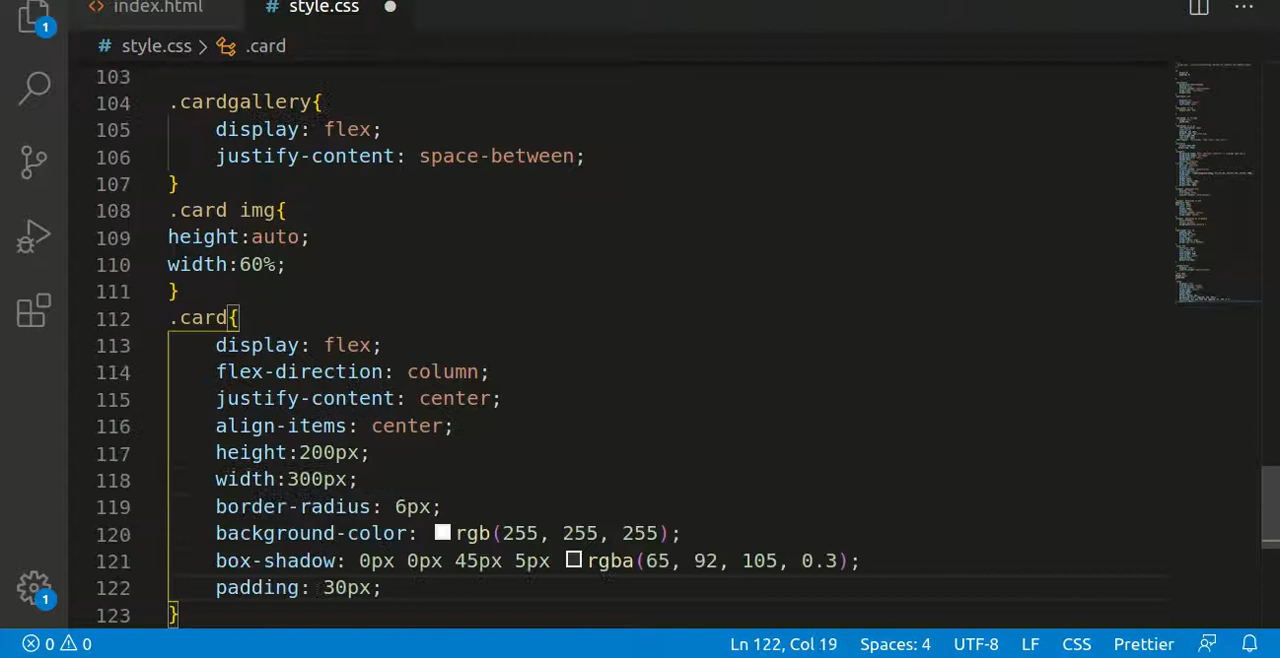 index.html
style.css
style.css
.card
103
104 .cardgallery{
105 display: flex;
106 justify-content: space-between;
107 }
108 .card img{
109 height:auto;
110 width:60%;
111 }
112 .card{
113 display: flex;
114 flex-direction: column;
115 justify-content: center;
116 align-items: center;
117 height:200px;
118 width:300px;
119 border-radius: 6px;
120 background-color: rgb(255, 255, 255);
121 box-shadow: 0px 0px 45px 5px rgba(65, 92, 105, 0.3);
122 padding: 30px;
123 }
1
1
0 0
Ln 122, Col 19
Spaces: 4
UTF-8
LF
CSS
Prettier